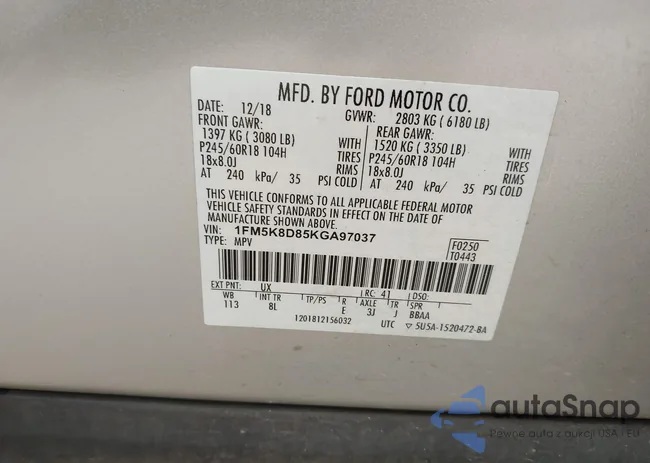 MFD. BY FORD MOTOR CO.
DATE: 12/18 GVWR: 2803 KG ( 6180 LB)
FRONT GAWR: REAR GAWR:
1397 KG ( 3080 LB) WITH 1520 KG ( 3350 LB) WITH
P245/60R18 104H TIRES P245/60R18 104H TIRES
18x8.0J RIMS 18x8.0J RIMS
AT 240 kPa/ 35 PSI COLD AT 240 kPa/ 35 PSI COLD
THIS VEHICLE CONFORMS TO ALL APPLICABLE FEDERAL MOTOR
VEHICLE SAFETY STANDARDS IN EFFECT ON THE DATE OF
MANUFACTURE SHOWN ABOVE.
VIN: 1FM5K8D85KGA97037
TYPE: MPV
F0250
T0443
EXT PNT: UX RC: 41 DSO:
WB INT TR TP/PS R AXLE TR SPR
113 8L E 3J J BBAA
1201812156032 UTC ▽ 5U5A-1520472-BA
autoSnap
Pewne auto z aukcji USA i EU